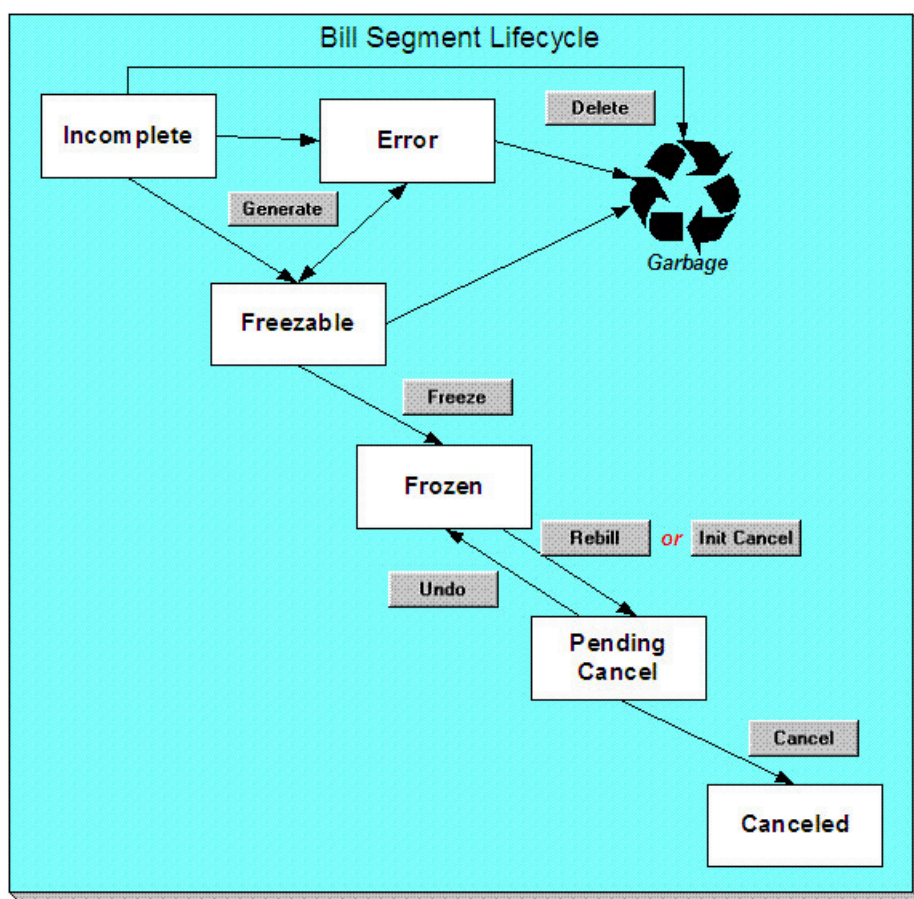 Bill Segment Lifecycle
Delete
Incomplete
Error
Generate
Garbage
Freezable
Freeze
Frozen
Rebill or Init Cancel
Undo
Pending
Cancel
Cancel
Canceled